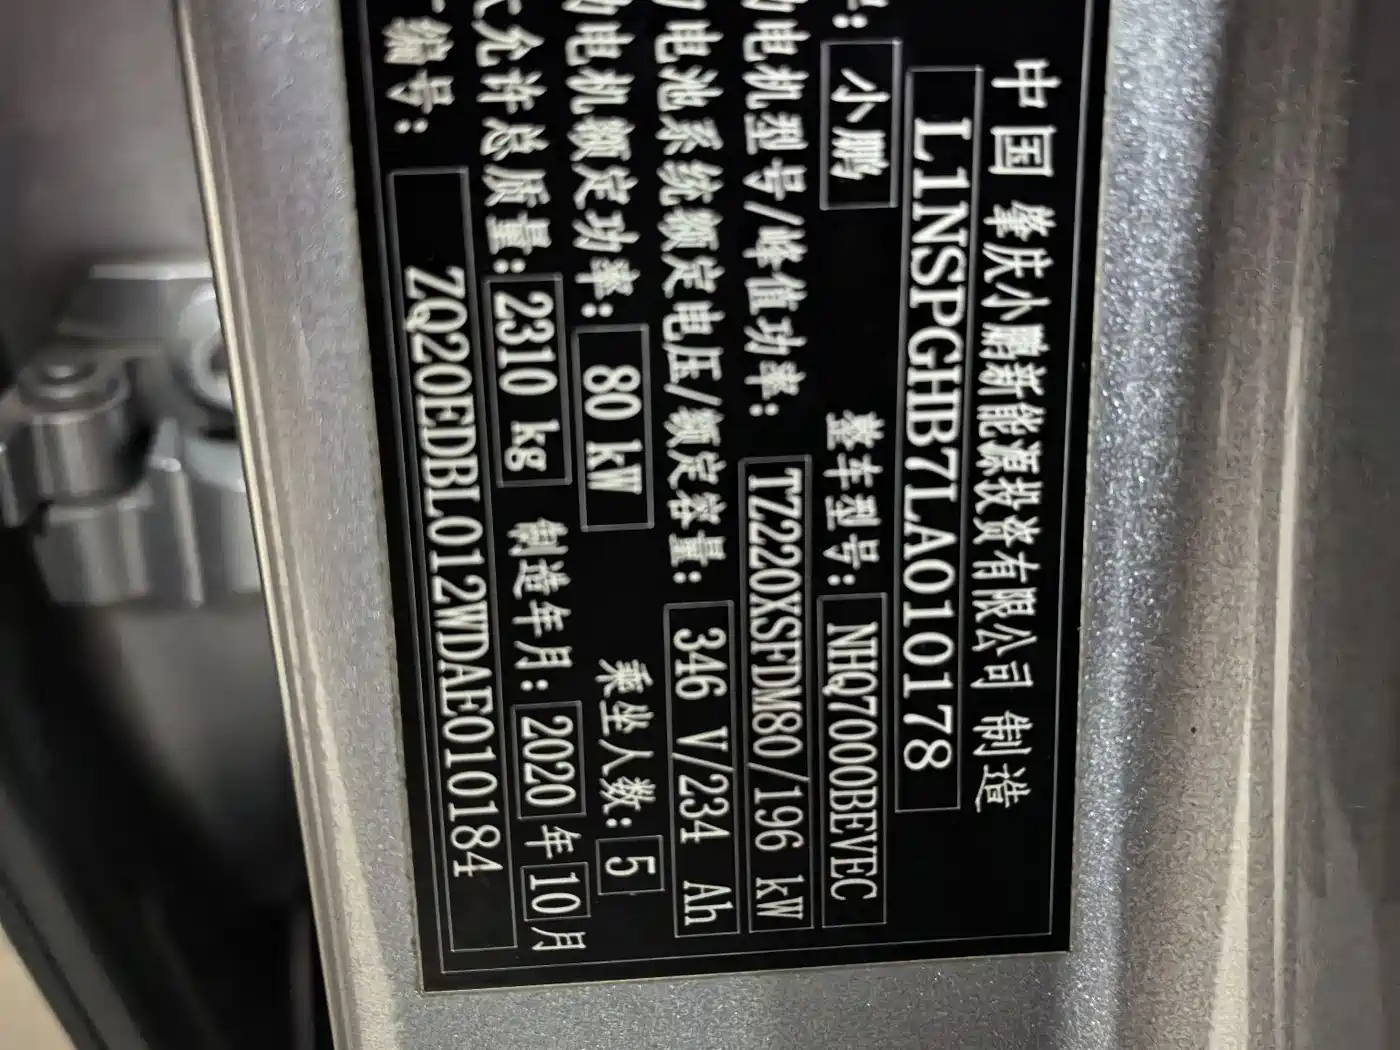 中国 肇庆小鹏新能源投资有限公司 制造
L1NSPGHB7LA010178
小鹏 整车型号: NHQ7000BEVEC
电机型号/峰值功率: TZ220XSFDM80/196 kW
电池系统额定电压/额定容量: 346 V/234 Ah
电机额定功率: 80 kW 乘坐人数: 5
允许总质量: 2310 kg 制造年月: 2020 年 10 月
编号: ZQ20EDBL012WDAE010184